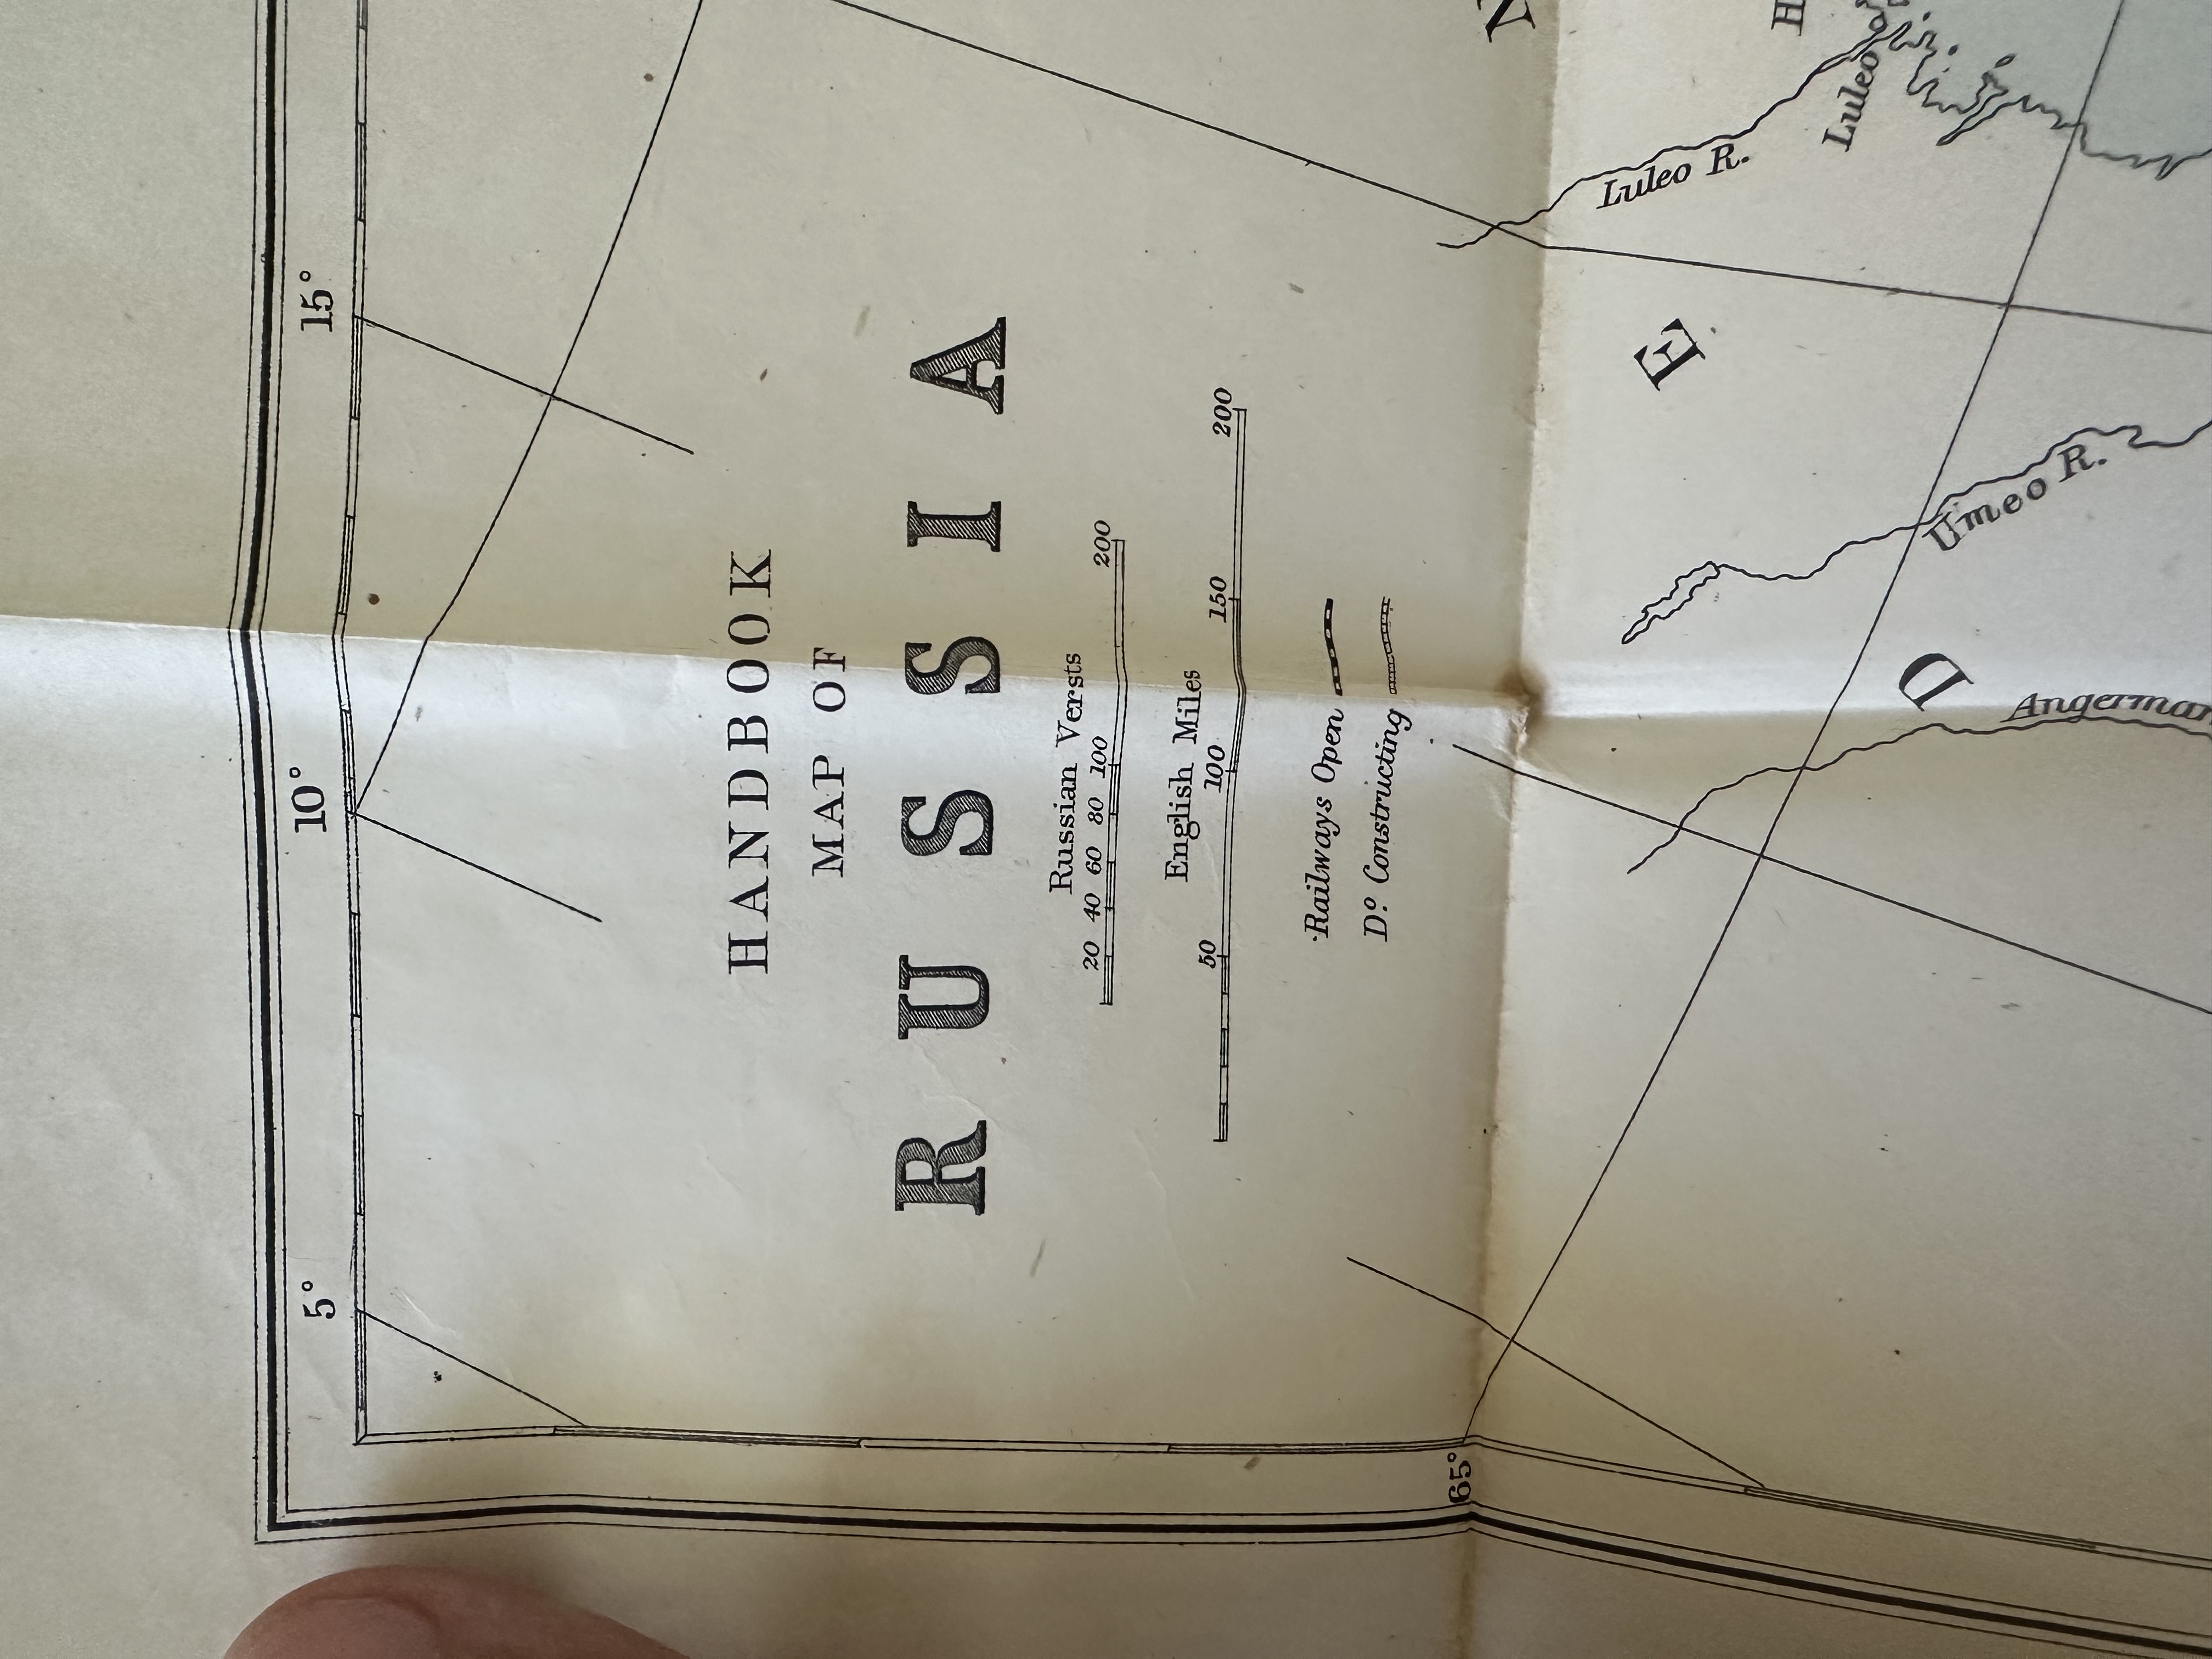 HANDBOOK
MAP OF
RUSSIA
Russian Versts
20 40 60 80 100 200
English Miles
50 100 150 200
Railways Open
Dº. Constructing
5°
10°
15°
65°
N
E
D
H
Luleo
Luleo R.
Umeo R.
Angerman